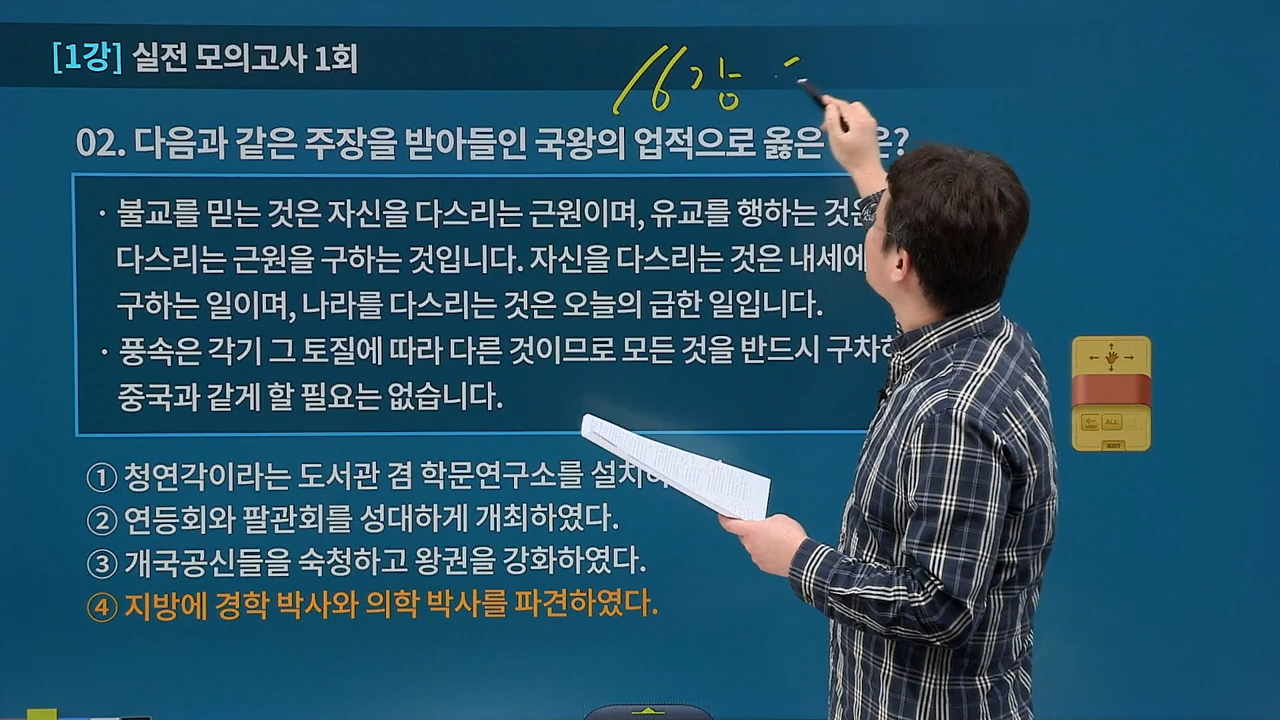 [1강] 실전 모의고사 1회
16강
02. 다음과 같은 주장을 받아들인 국왕의 업적으로 옳은 은?
· 불교를 믿는 것은 자신을 다스리는 근원이며, 유교를 행하는 것은
다스리는 근원을 구하는 것입니다. 자신을 다스리는 것은 내세에
구하는 일이며, 나라를 다스리는 것은 오늘의 급한 일입니다.
· 풍속은 각기 그 토질에 따라 다른 것이므로 모든 것을 반드시
중국과 같게 할 필요는 없습니다.
① 청연각이라는 도서관 겸 학문연구소를
② 연등회와 팔관회를 성대하게 개최하였다.
③ 개국공신들을 숙청하고 왕권을 강화하였다.
④ 지방에 경학 박사와 의학 박사를 파견하였다.
ALL
EXIT